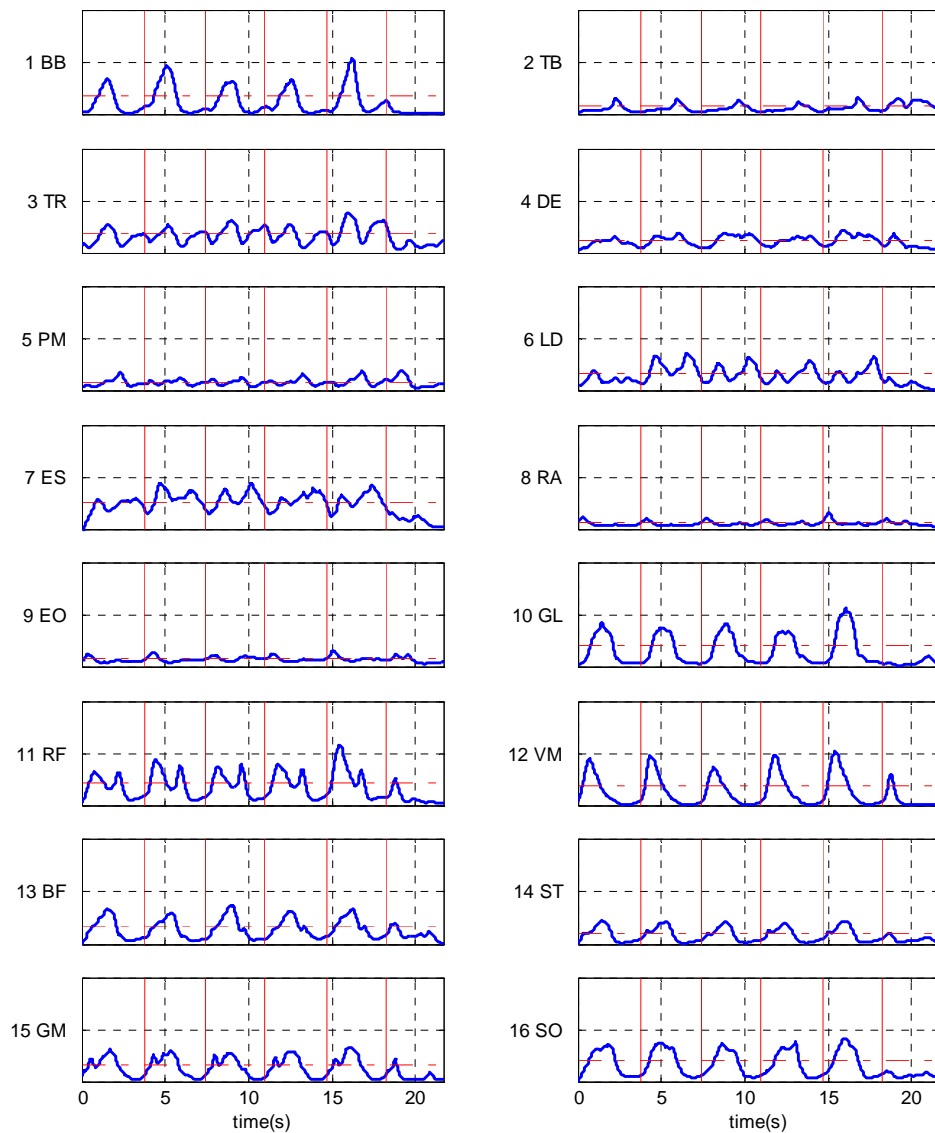 1 BB
2 TB
3 TR
4 DE
5 PM
6 LD
7 ES
8 RA
9 EO
10 GL
11 RF
12 VM
13 BF
14 ST
15 GM
16 SO
0 5 10 15 20
0 5 10 15 20
time(s)
time(s)